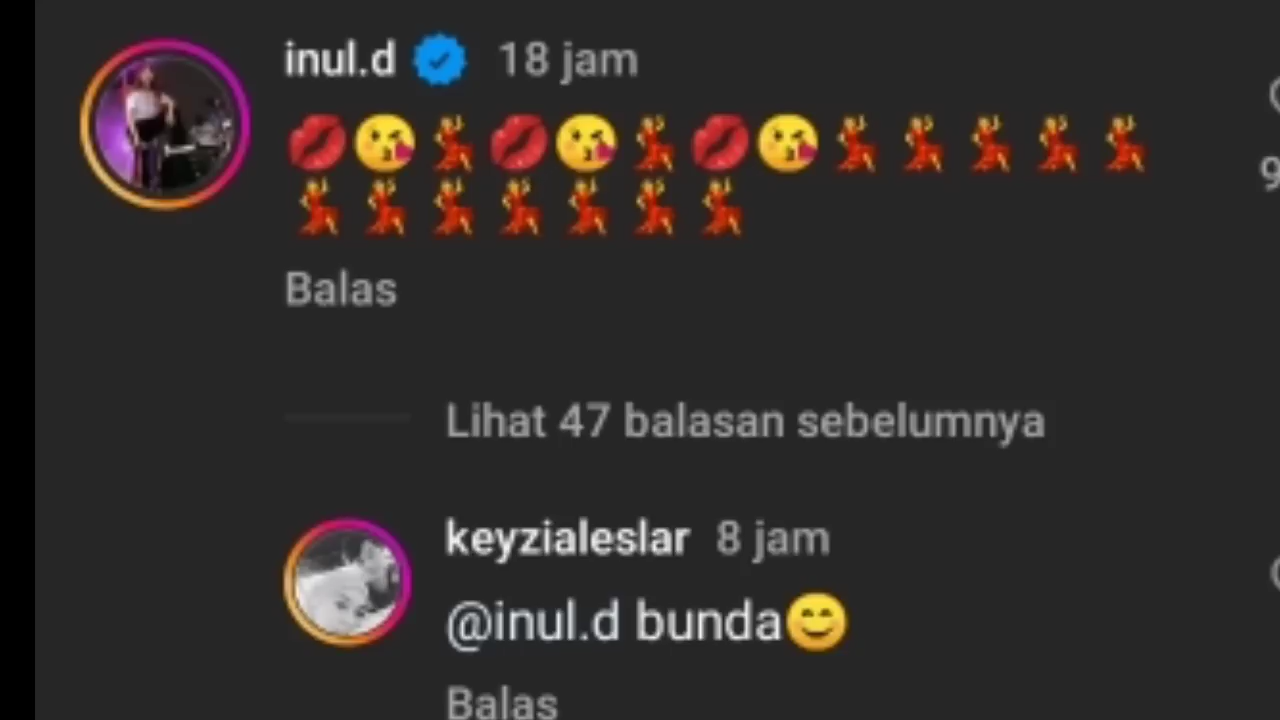 inul.d 18 jam
💋😘💃💋😘💃💋😘💃💃💃💃💃
💃💃💃💃💃💃💃
Balas
Lihat 47 balasan sebelumnya
keyzialeslar 8 jam
@inul.d bunda😊
Balas